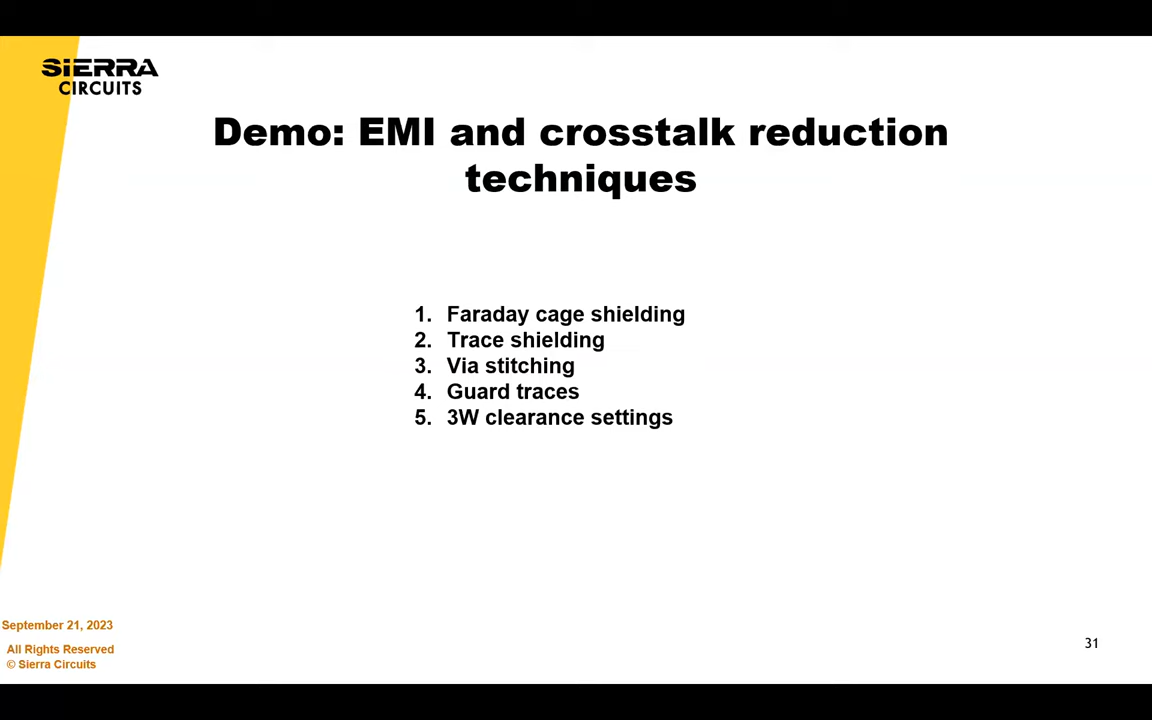 SIERRA
CIRCUITS
Demo: EMI and crosstalk reduction
techniques
1. Faraday cage shielding
2. Trace shielding
3. Via stitching
4. Guard traces
5. 3W clearance settings
September 21, 2023
All Rights Reserved
© Sierra Circuits
31